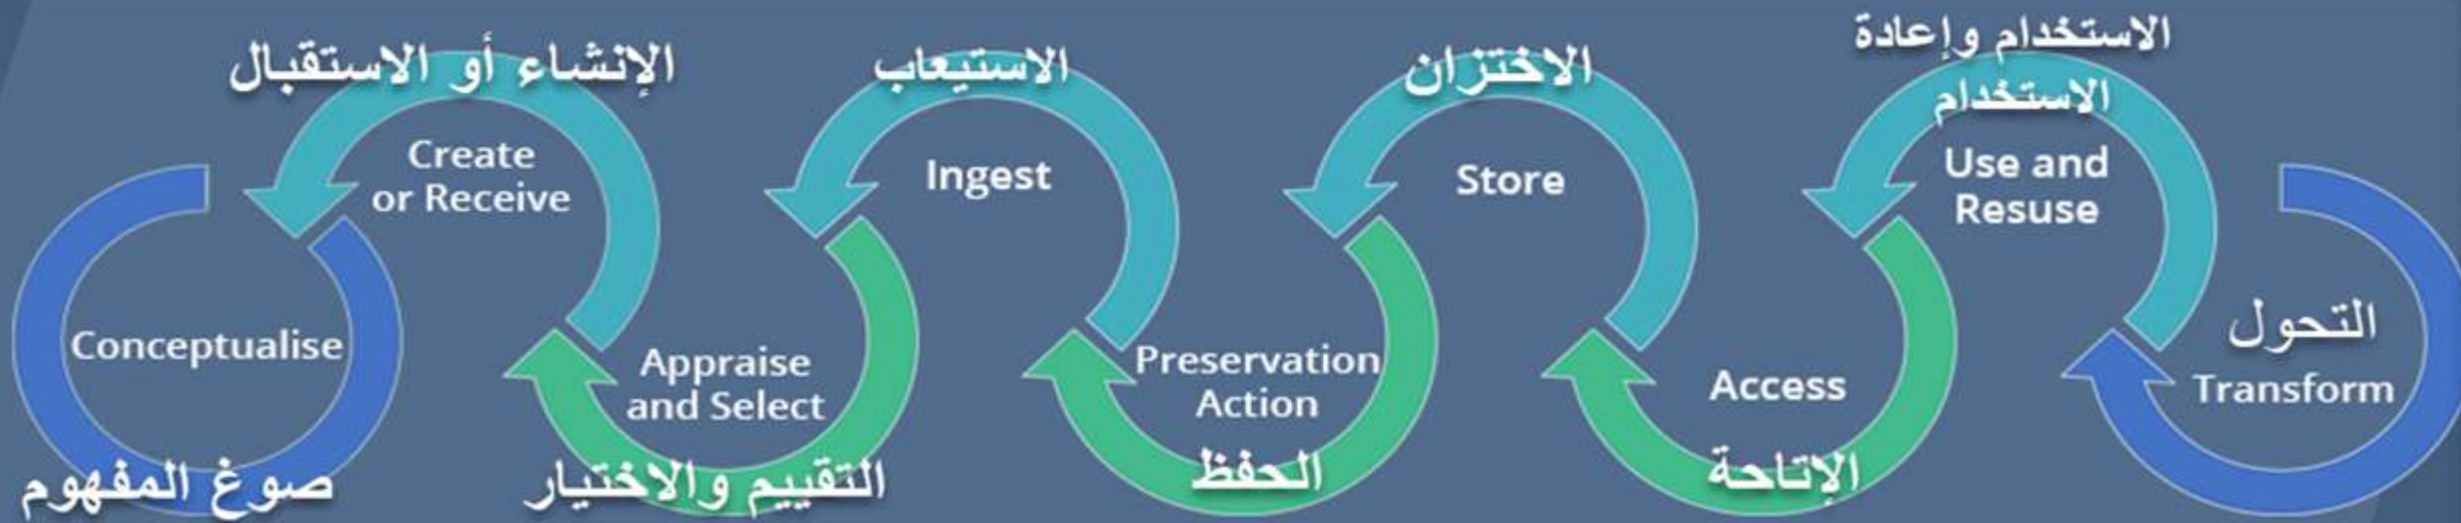 صوغ المفهوم
Conceptualise
الإنشاء أو الاستقبال
Create
or Receive
التقييم والاختيار
Appraise
and Select
الاستيعاب
Ingest
الحفظ
Preservation
Action
الاختزان
Store
الإتاحة
Access
الاستخدام وإعادة
الاستخدام
Use and
Resuse
التحول
Transform